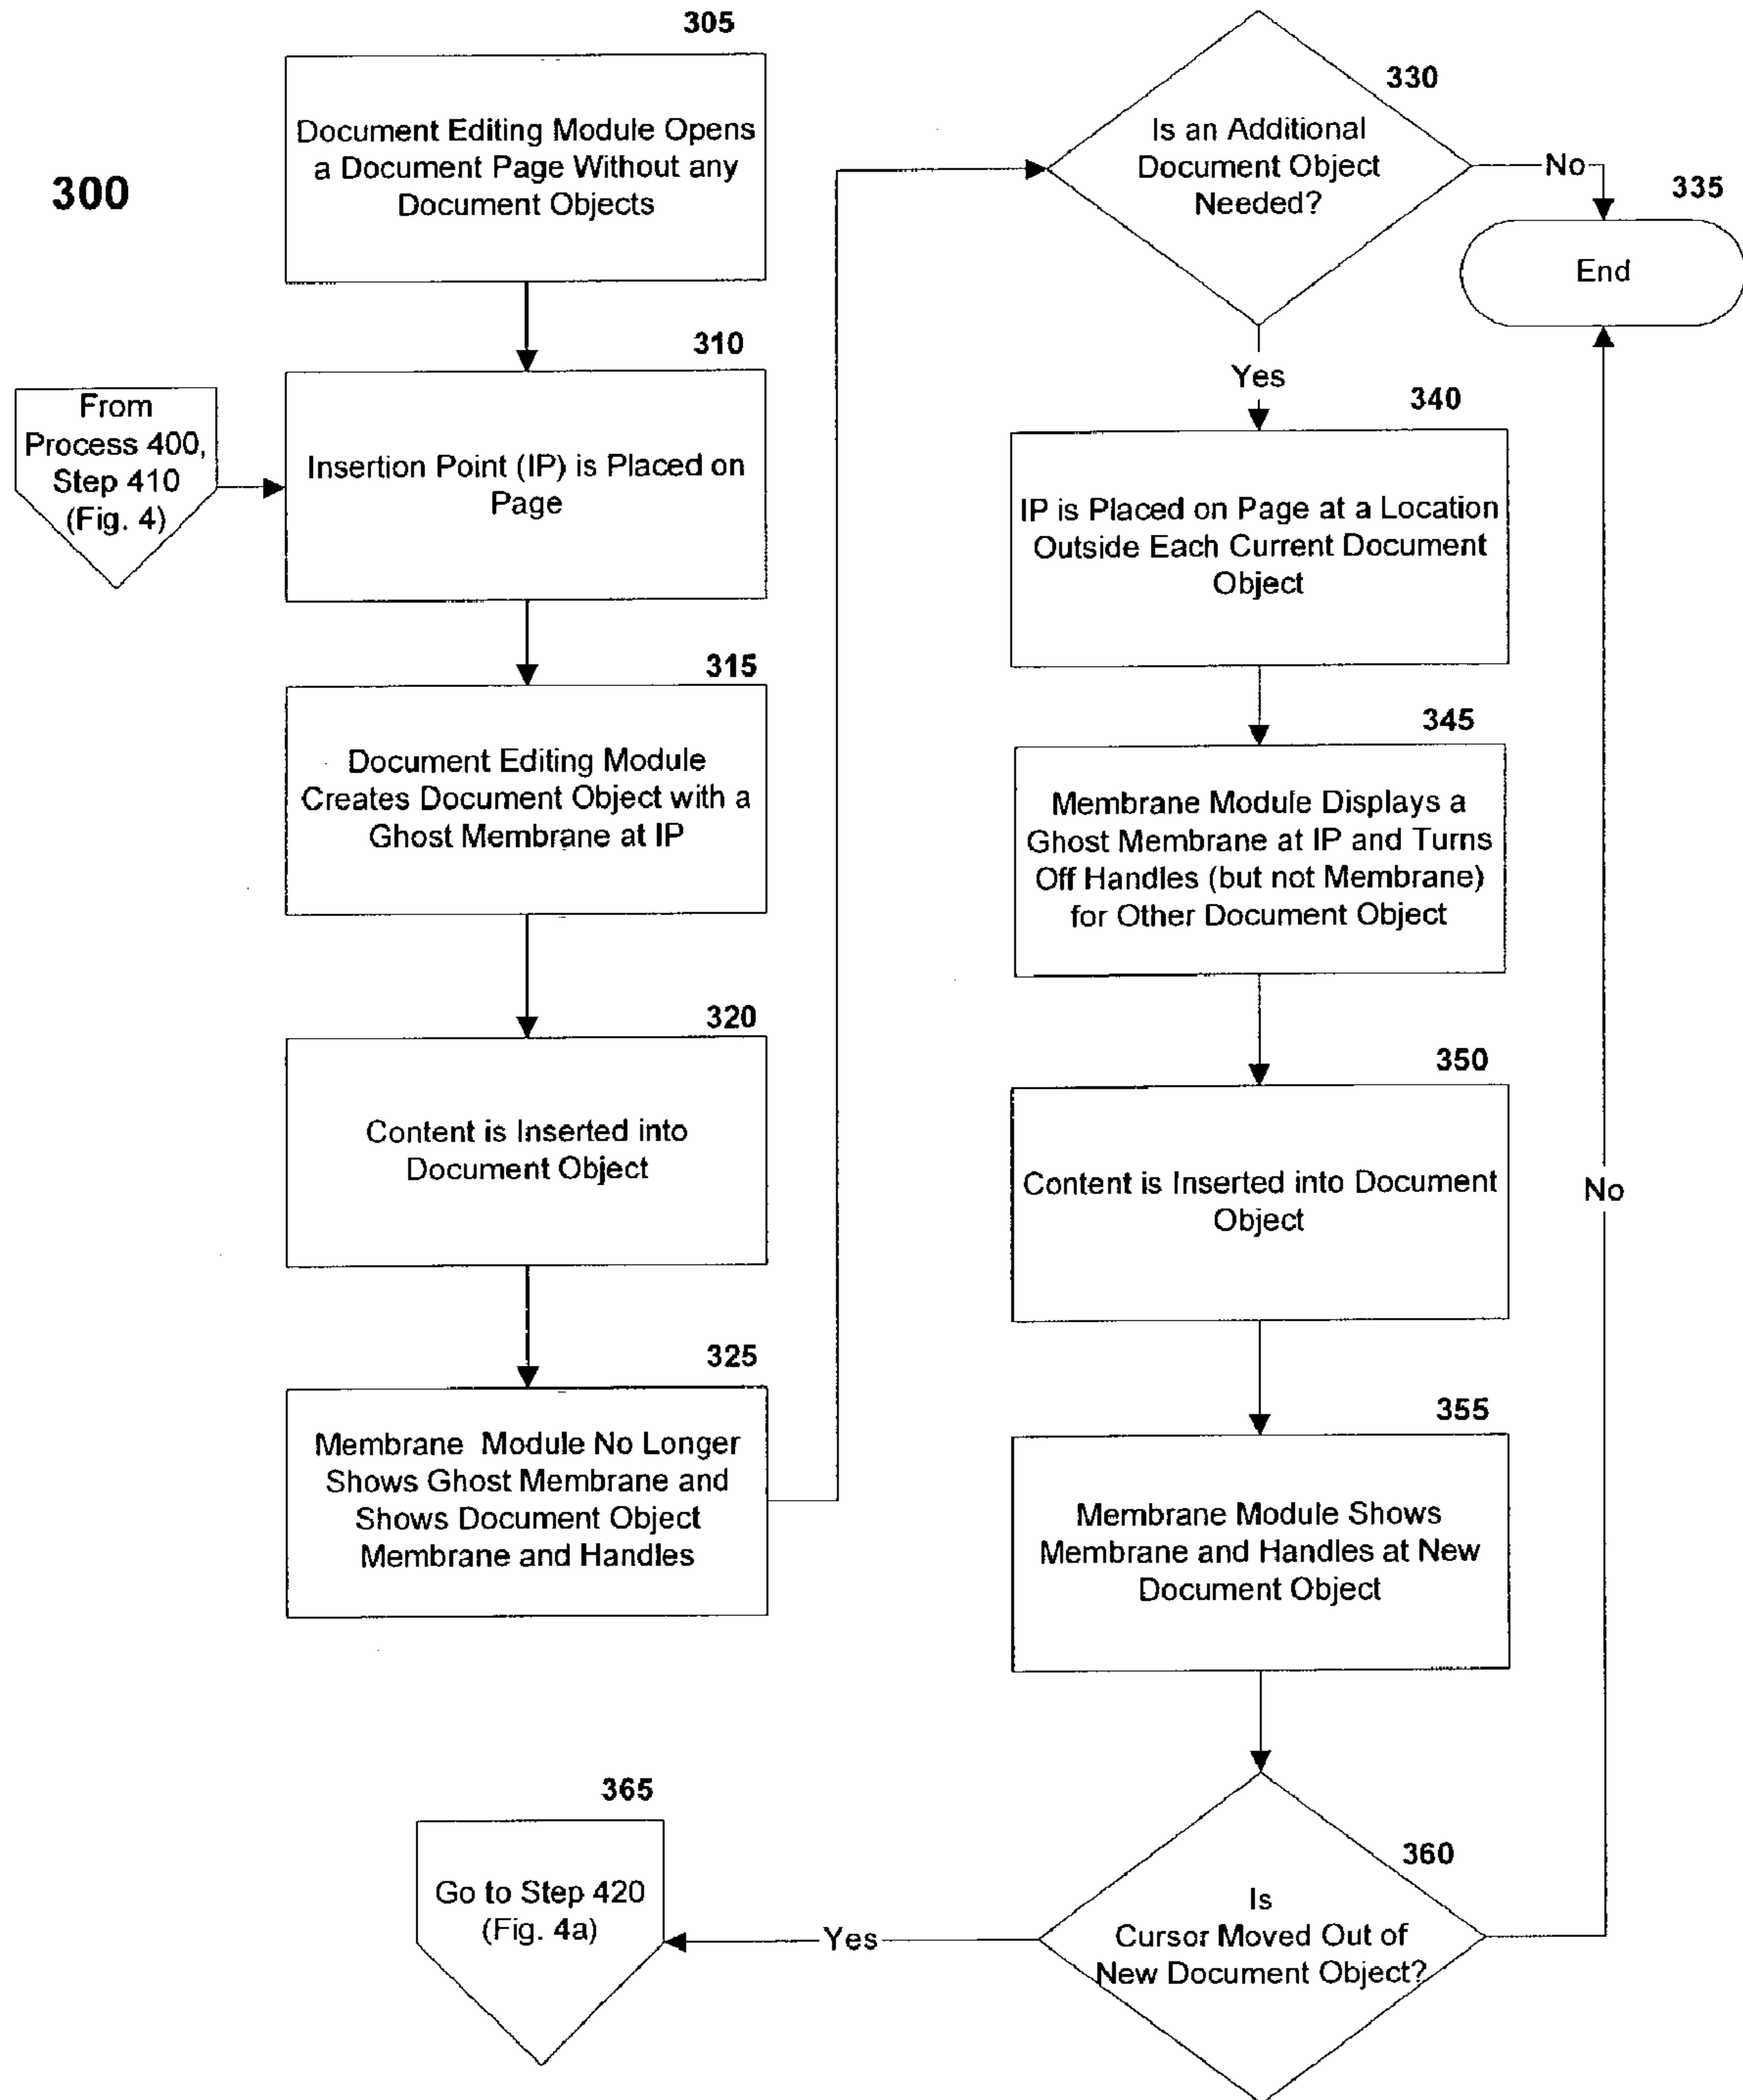 300
305
Document Editing Module Opens
a Document Page Without any
Document Objects
310
From
Process 400,
Step 410
(Fig. 4)
Insertion Point (IP) is Placed on
Page
315
Document Editing Module
Creates Document Object with a
Ghost Membrane at IP
320
Content is Inserted into
Document Object
325
Membrane Module No Longer
Shows Ghost Membrane and
Shows Document Object
Membrane and Handles
330
Is an Additional
Document Object
Needed?
No
335
End
Yes
340
IP is Placed on Page at a Location
Outside Each Current Document
Object
345
Membrane Module Displays a
Ghost Membrane at IP and Turns
Off Handles (but not Membrane)
for Other Document Object
350
Content is Inserted into Document
Object
No
355
Membrane Module Shows
Membrane and Handles at New
Document Object
360
Is
Cursor Moved Out of
New Document Object?
Yes
365
Go to Step 420
(Fig. 4a)